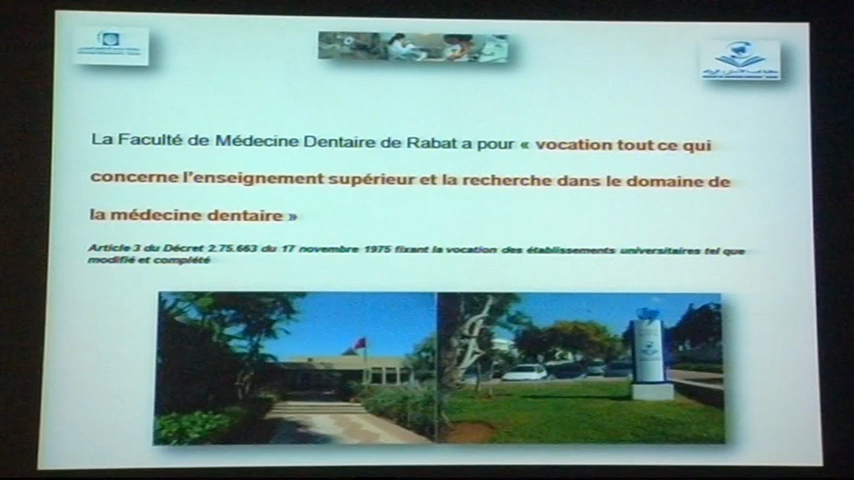 La Faculté de Médecine Dentaire de Rabat a pour « vocation tout ce qui
concerne l'enseignement supérieur et la recherche dans le domaine de
la médecine dentaire »
Article 3 du Décret 2.75.663 du 17 novembre 1975 fixant la vocation des établissements universitaires tel que
modifié et complété